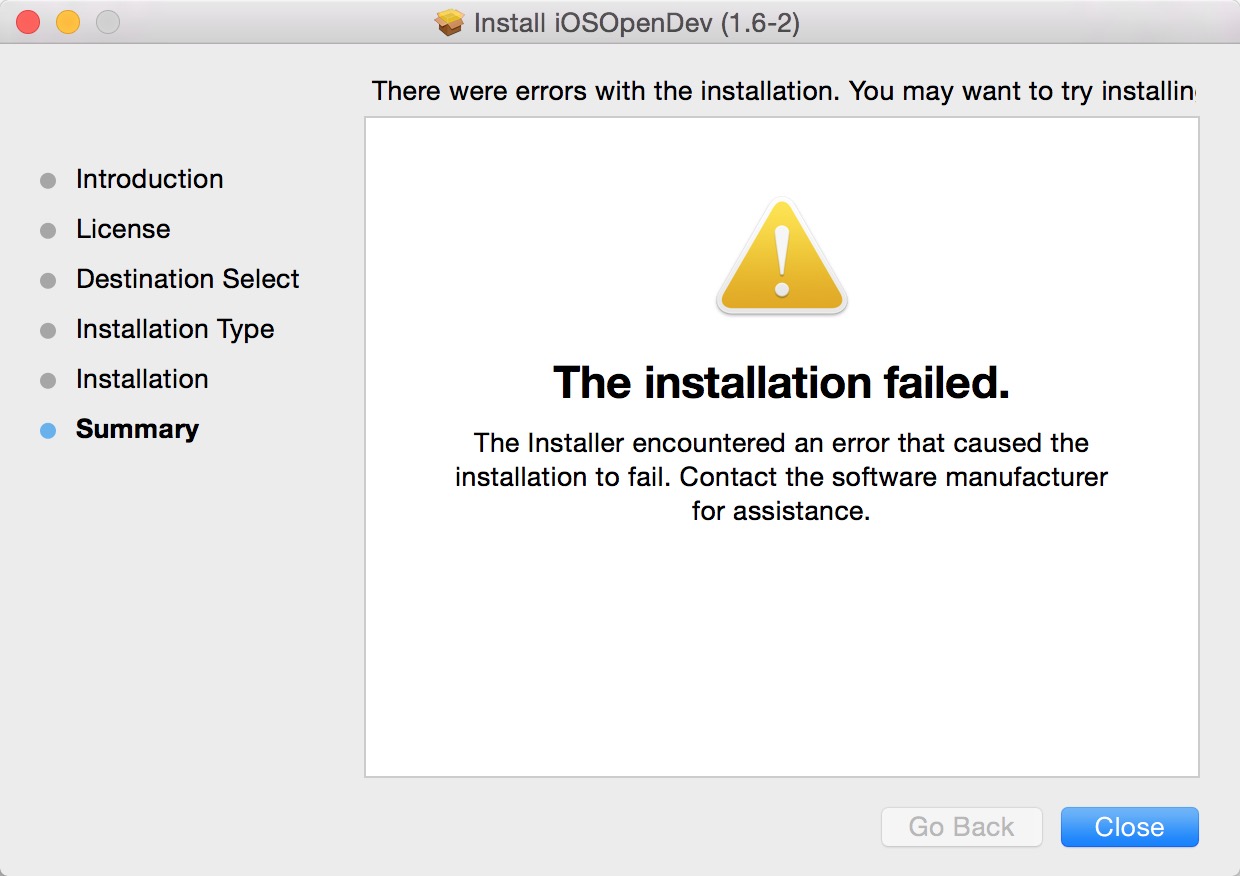 Install iOSOpenDev (1.6-2)
There were errors with the installation. You may want to try
Introduction
License
Destination Select
Installation Type
Installation
Summary
The installation failed.
The Installer encountered an error that caused the
installation to fail. Contact the software manufacturer
for assistance.
Go Back
Close